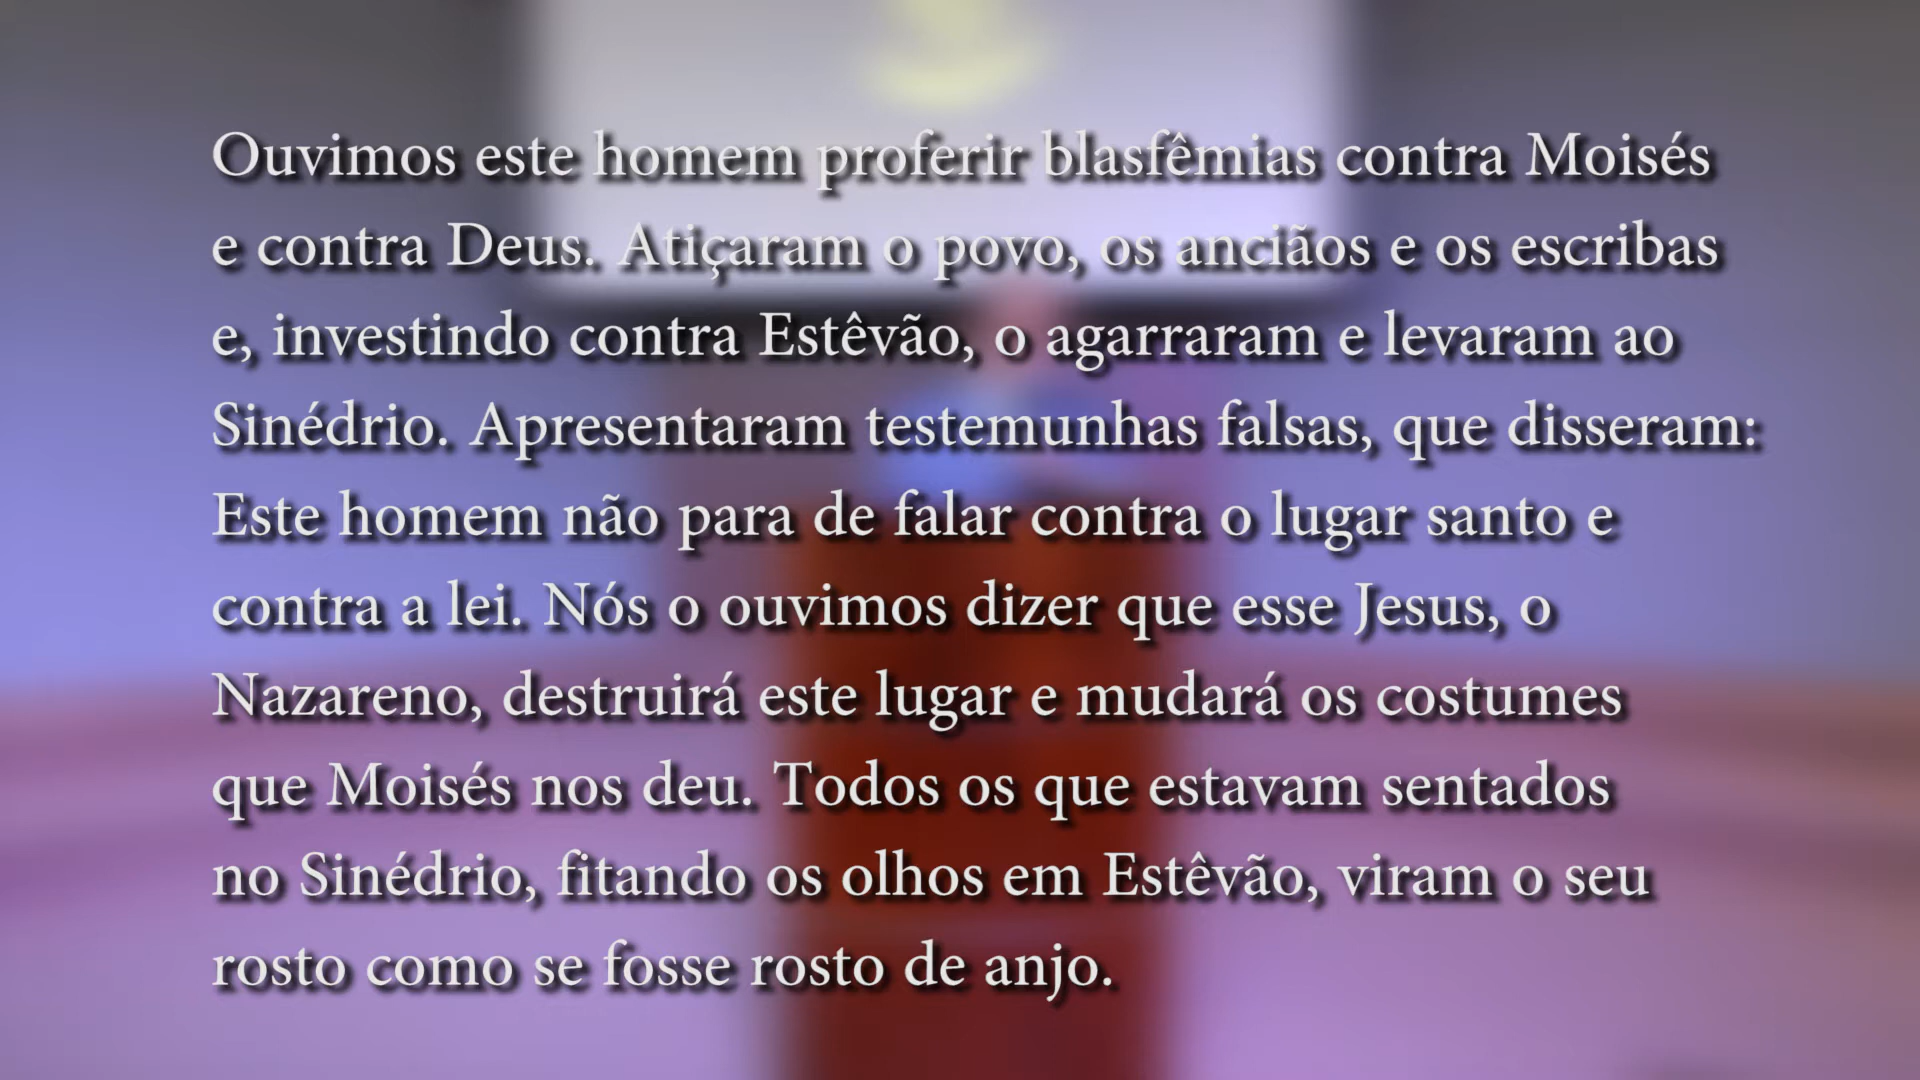 Ouvimos este homem proferir blasfêmias contra Moisés
e contra Deus. Atiçaram o povo, os anciãos e os escribas
e, investindo contra Estêvão, o agarraram e levaram ao
Sinédrio. Apresentaram testemunhas falsas, que disseram:
Este homem não para de falar contra o lugar santo e
contra a lei. Nós o ouvimos dizer que esse Jesus, o
Nazareno, destruirá este lugar e mudará os costumes
que Moisés nos deu. Todos os que estavam sentados
no Sinédrio, fitando os olhos em Estêvão, viram o seu
rosto como se fosse rosto de anjo.